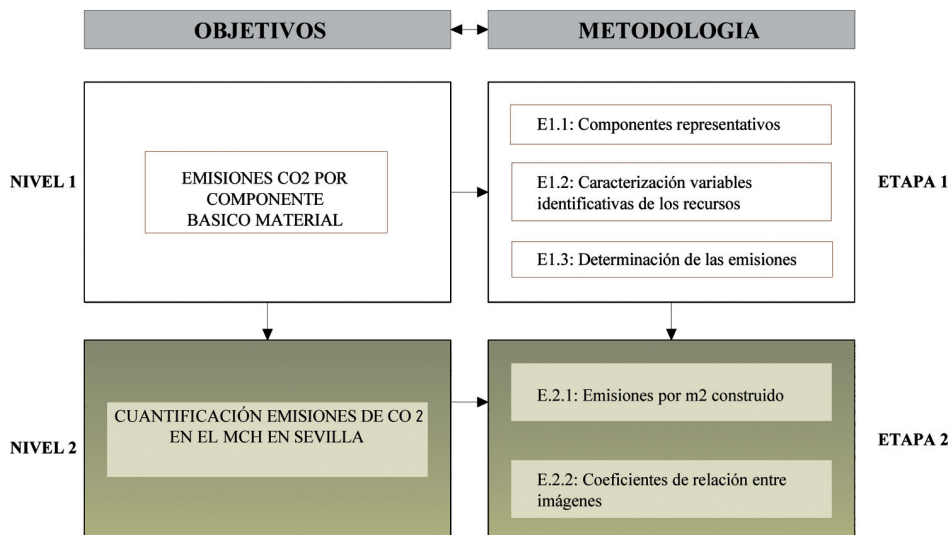 OBJETIVOS
METODOLOGIA
NIVEL 1
EMISIONES CO2 POR
COMPONENTE
BASICO MATERIAL
E1.1: Componentes representativos
E1.2: Caracterización variables
identificativas de los recursos
E1.3: Determinación de las emisiones
ETAPA 1
NIVEL 2
CUANTIFICACIÓN EMISIONES DE CO 2
EN EL MCH EN SEVILLA
E.2.1: Emisiones por m2 construido
E.2.2: Coeficientes de relación entre
imágenes
ETAPA 2